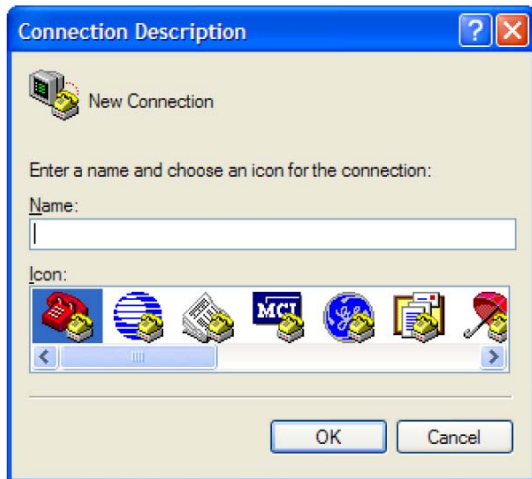 Connection Description
New Connection
Enter a name and choose an icon for the connection:
Name:
Icon:
MCI
OK
Cancel